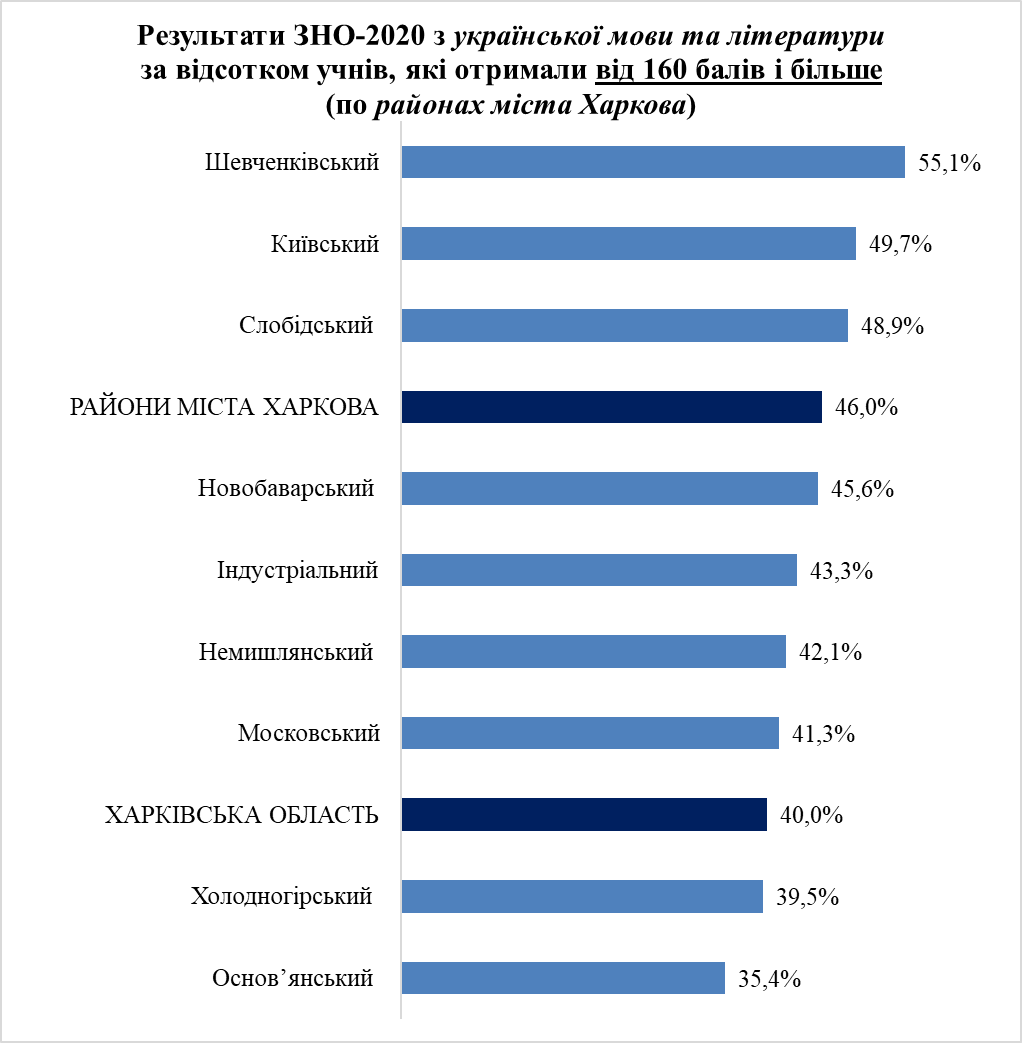 Результати ЗНО-2020 з української мови та літератури
за відсотком учнів, які отримали від 160 балів і більше
(по районах міста Харкова)
Шевченківський 55,1%
Київський 49,7%
Слобідський 48,9%
РАЙОНИ МІСТА ХАРКОВА 46,0%
Новобаварський 45,6%
Індустріальний 43,3%
Немишлянський 42,1%
Московський 41,3%
ХАРКІВСЬКА ОБЛАСТЬ 40,0%
Холодногірський 39,5%
Основ’янський 35,4%